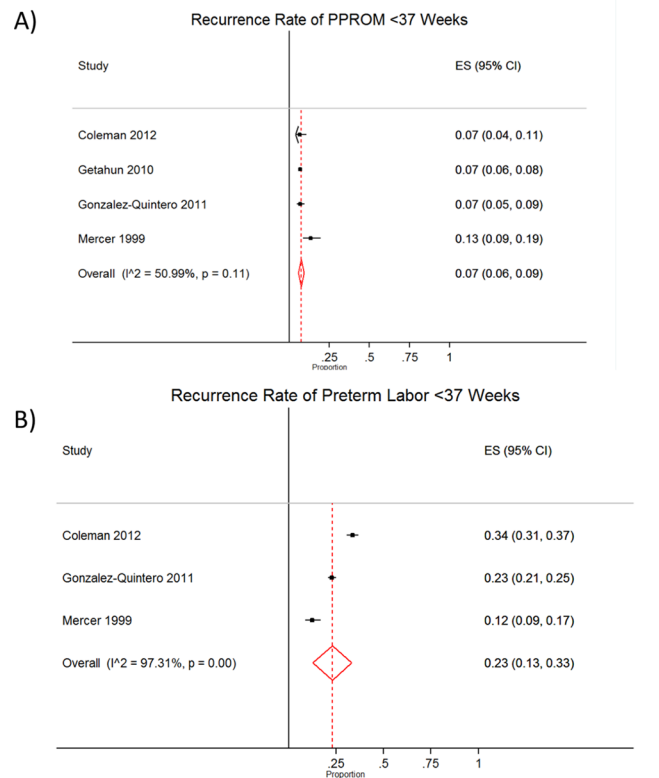 A)
Recurrence Rate of PPROM <37 Weeks
Study ES (95% CI)
Coleman 2012 0.07 (0.04, 0.11)
Getahun 2010 0.07 (0.06, 0.08)
Gonzalez-Quintero 2011 0.07 (0.05, 0.09)
Mercer 1999 0.13 (0.09, 0.19)
Overall (I^2 = 50.99%, p = 0.11) 0.07 (0.06, 0.09)
.25 .5 .75 1
Proportion
Recurrence Rate of Preterm Labor <37 Weeks
B)
Study ES (95% CI)
Coleman 2012 0.34 (0.31, 0.37)
Gonzalez-Quintero 2011 0.23 (0.21, 0.25)
Mercer 1999 0.12 (0.09, 0.17)
Overall (I^2 = 97.31%, p = 0.00) 0.23 (0.13, 0.33)
.25 .5 .75 1
Proportion